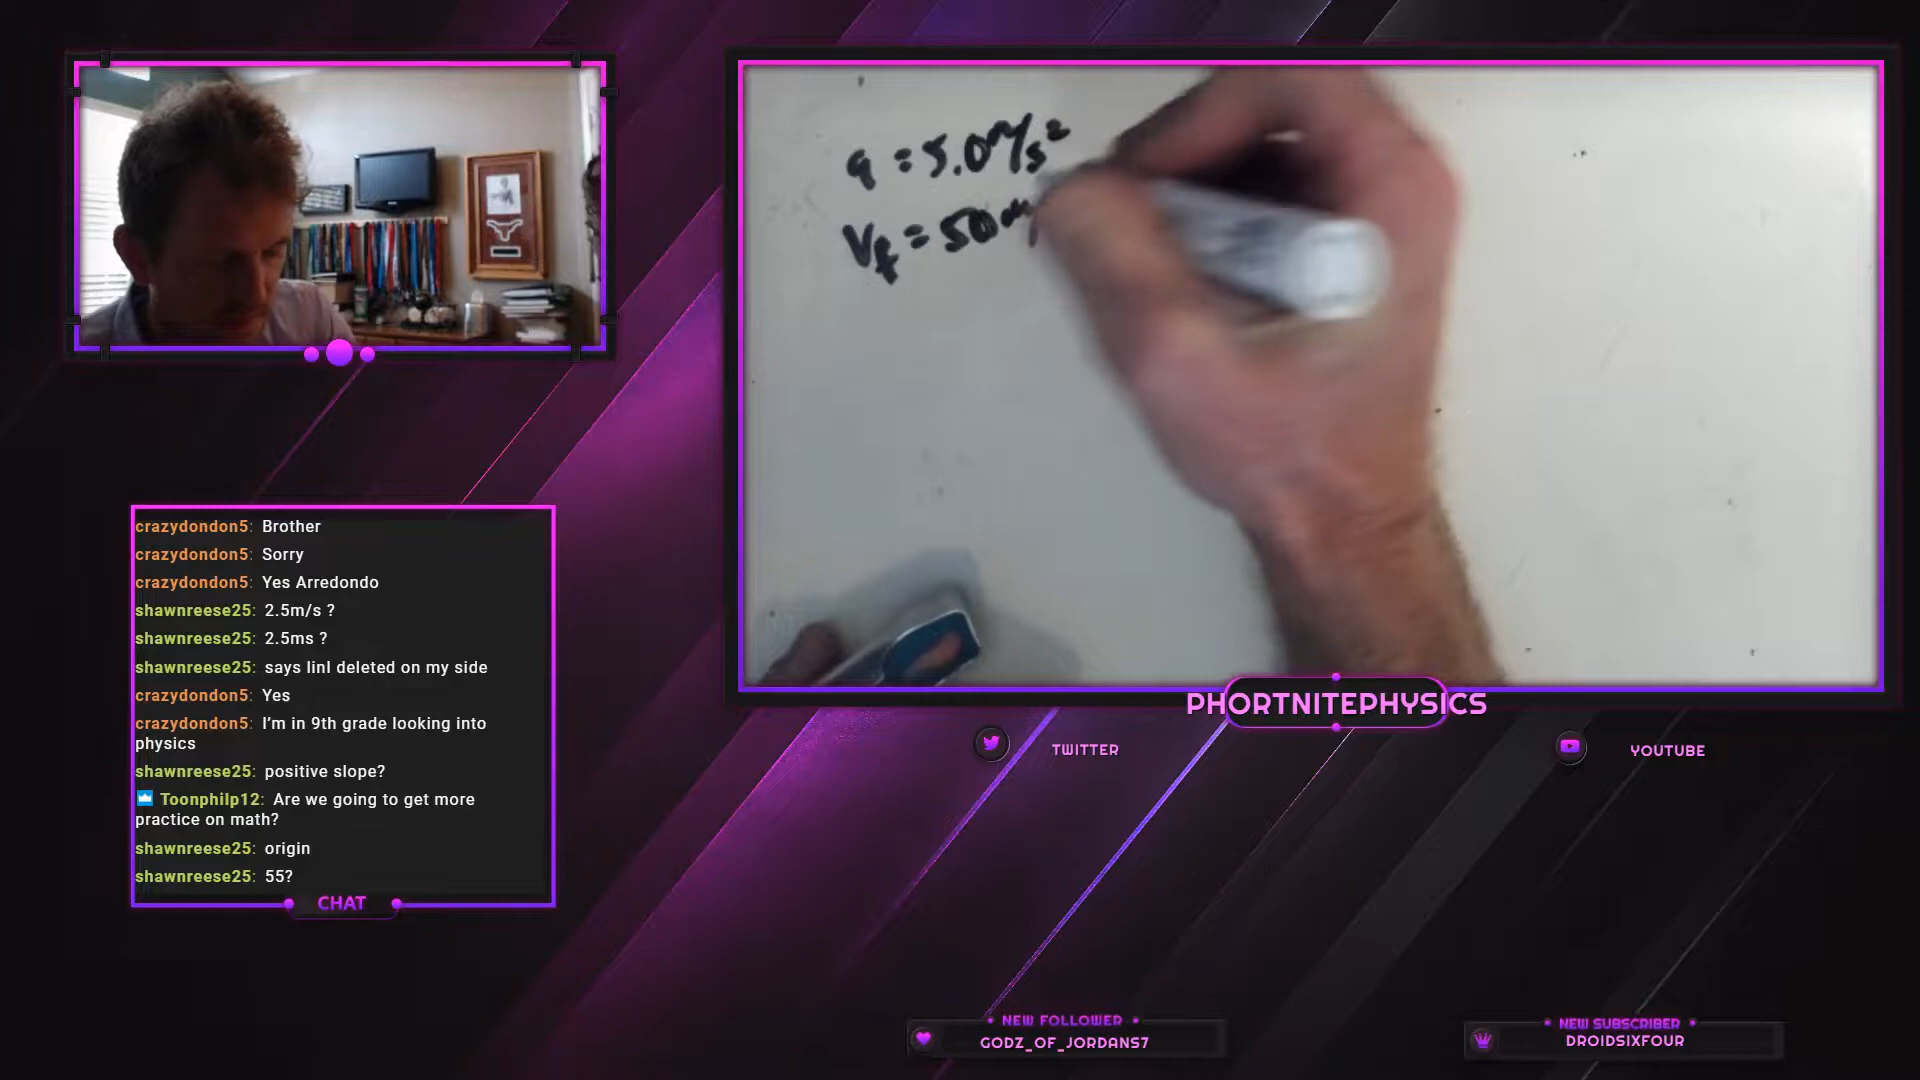 a = 5.0 m/s²
Vf = 50 m
crazydondon5: Brother
crazydondon5: Sorry
crazydondon5: Yes Arredondo
shawnreese25: 2.5m/s ?
shawnreese25: 2.5ms ?
shawnreese25: says linl deleted on my side
crazydondon5: Yes
crazydondon5: I'm in 9th grade looking into
physics
shawnreese25: positive slope?
Toonphilp12: Are we going to get more
practice on math?
shawnreese25: origin
shawnreese25: 55?
CHAT
PHORTNITEPHYSICS
TWITTER
YOUTUBE
NEW FOLLOWER
GODZ_OF_JORDANS7
NEW SUBSCRIBER
DROIDSIXFOUR